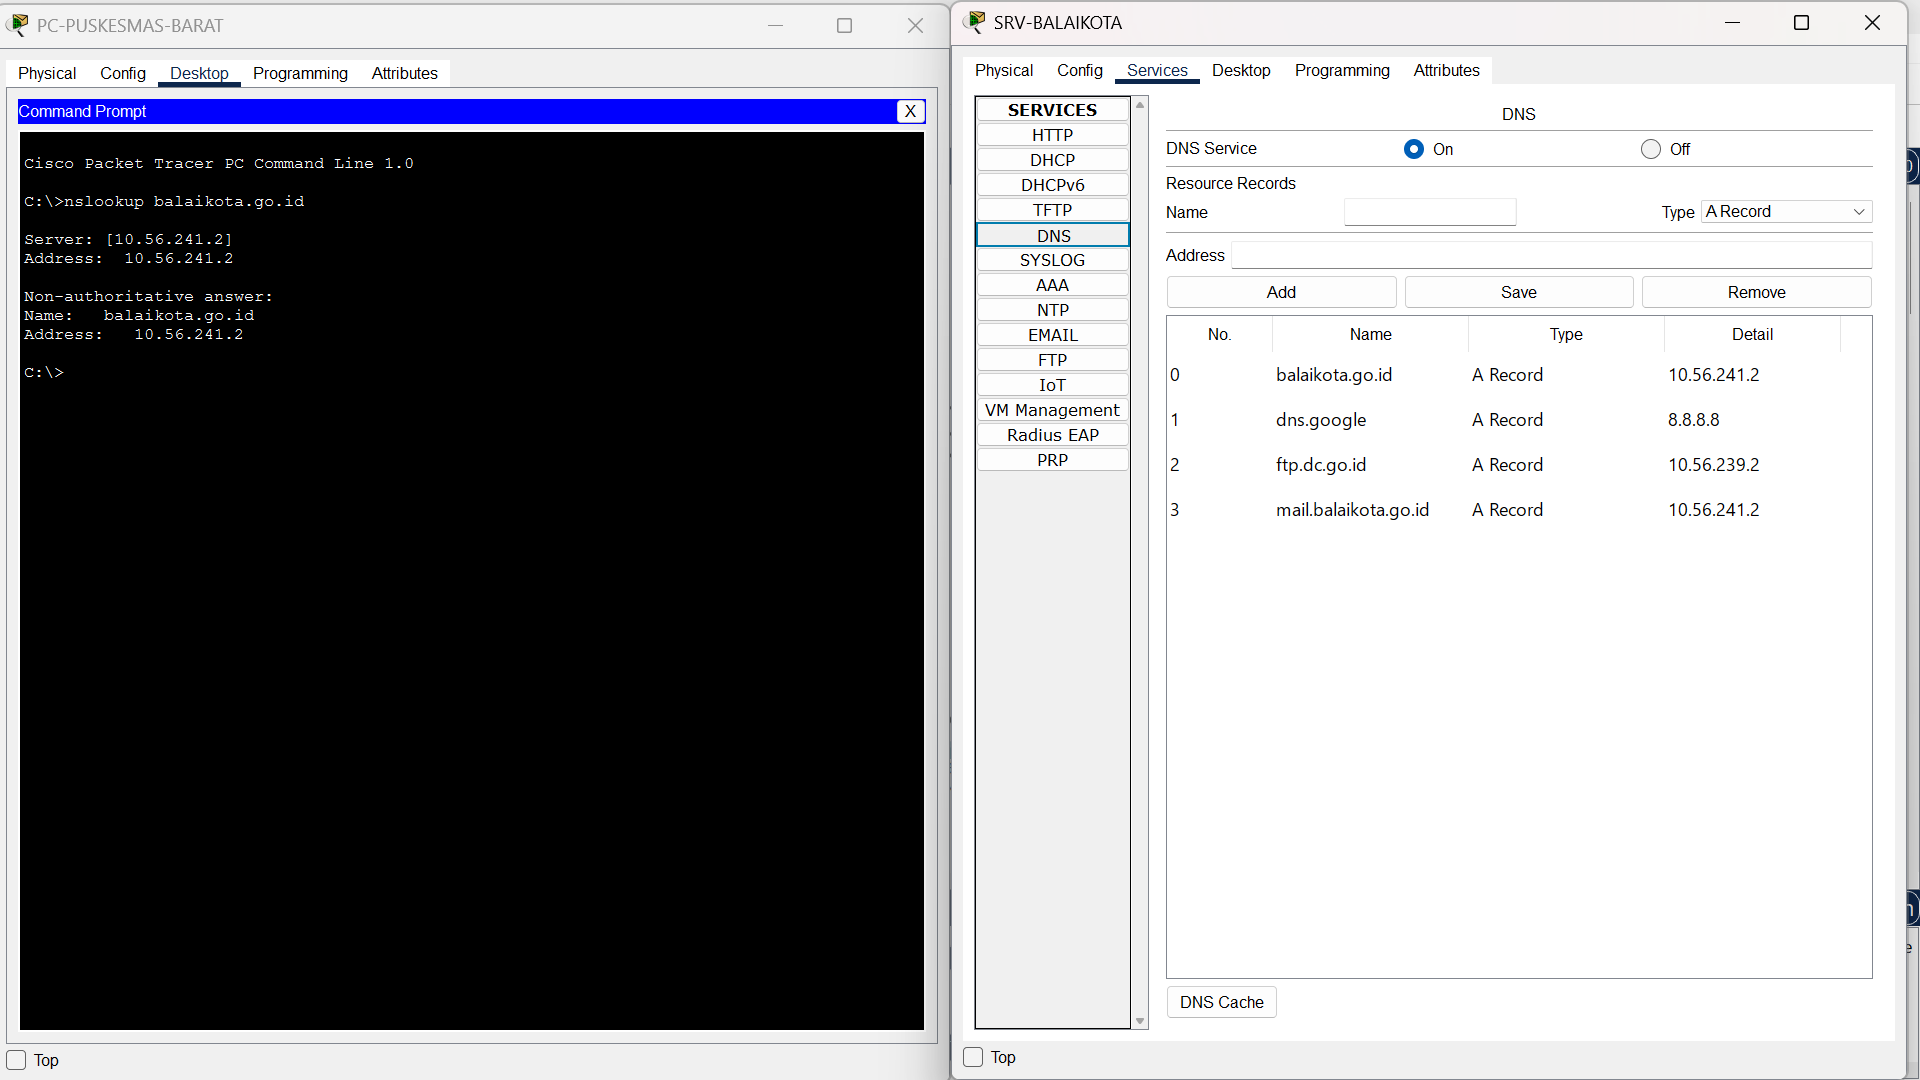 PC-PUSKESMAS-BARAT
Physical Config Desktop Programming Attributes
Command Prompt X
Cisco Packet Tracer PC Command Line 1.0
C:\>nslookup balaikota.go.id
Server: [10.56.241.2]
Address:  10.56.241.2
Non-authoritative answer:
Name:   balaikota.go.id
Address:   10.56.241.2
C:\>
Top
SRV-BALAIKOTA
Physical Config Services Desktop Programming Attributes
SERVICES
HTTP
DHCP
DHCPv6
TFTP
DNS
SYSLOG
AAA
NTP
EMAIL
FTP
IoT
VM Management
Radius EAP
PRP
DNS
DNS Service On Off
Resource Records
Name Type A Record
Address
Add Save Remove
No. Name Type Detail
0 balaikota.go.id A Record 10.56.241.2
1 dns.google A Record 8.8.8.8
2 ftp.dc.go.id A Record 10.56.239.2
3 mail.balaikota.go.id A Record 10.56.241.2
DNS Cache
Top